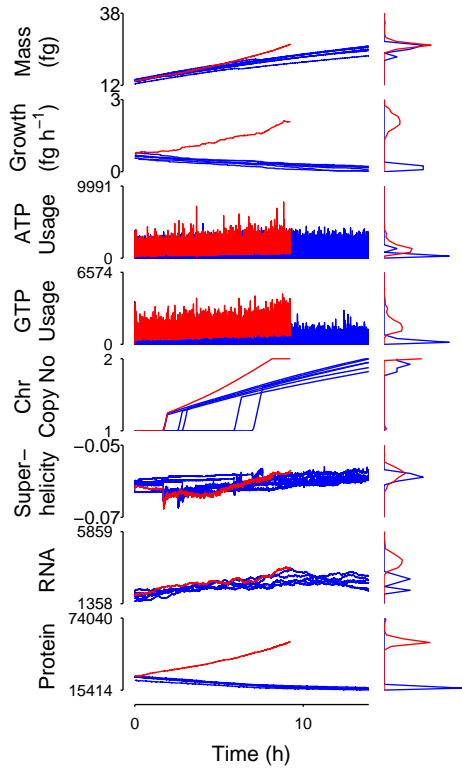 Mass
(fg)
38
12
Growth
(fg h⁻¹)
3
0
ATP
Usage
9991
0
GTP
Usage
6574
0
Chr
Copy No
2
1
Super−
helicity
−0.05
−0.07
RNA
5859
1358
Protein
74040
15414
0
10
Time (h)